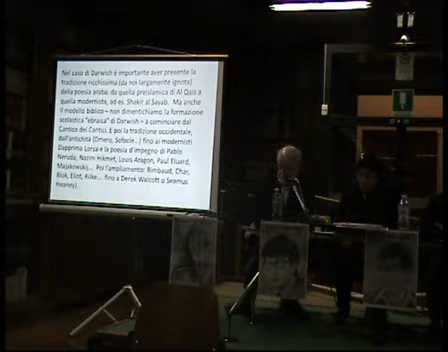 Nel caso di Darwish è importante aver presente la
tradizione ricchissima (da noi largamente ignota)
della poesia araba: da quella preislamica di Al Qais a
quella modernista, ad es. Shakir al Sayab. Ma anche
il modello biblico – non dimentichiamo la formazione
scolastica "ebraica" di Darwish – a cominciare dal
Cantico dei Cantici. E poi la tradizione occidentale,
dall'antichità (Omero, Sofocle...) fino ai modernisti
Dapprima Lorca e la poesia d'impegno di Pablo
Neruda, Nazim Hikmet, Louis Aragon, Paul Eluard,
Majakowskij... Poi l'ampliamento: Rimbaud, Char,
Blok, Eliot, Rilke... fino a Derek Walcott u Seamus
Heaney).